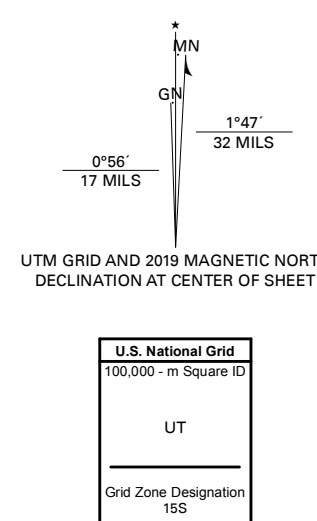 ★
MN
GN
1°47´
32 MILS
0°56´
17 MILS
UTM GRID AND 2019 MAGNETIC NORT
DECLINATION AT CENTER OF SHEET
U.S. National Grid
100,000 - m Square ID
UT
Grid Zone Designation
15S